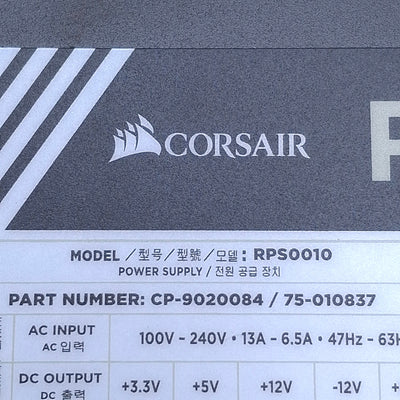 CORSAIR
MODEL / 型号 / 型號 / 모델 : RPS0010
POWER SUPPLY / 전원 공급 장치
PART NUMBER: CP-9020084 / 75-010837
AC INPUT
AC 입력
100V - 240V • 13A - 6.5A • 47Hz - 63H
DC OUTPUT
DC 출력
+3.3V +5V +12V -12V +